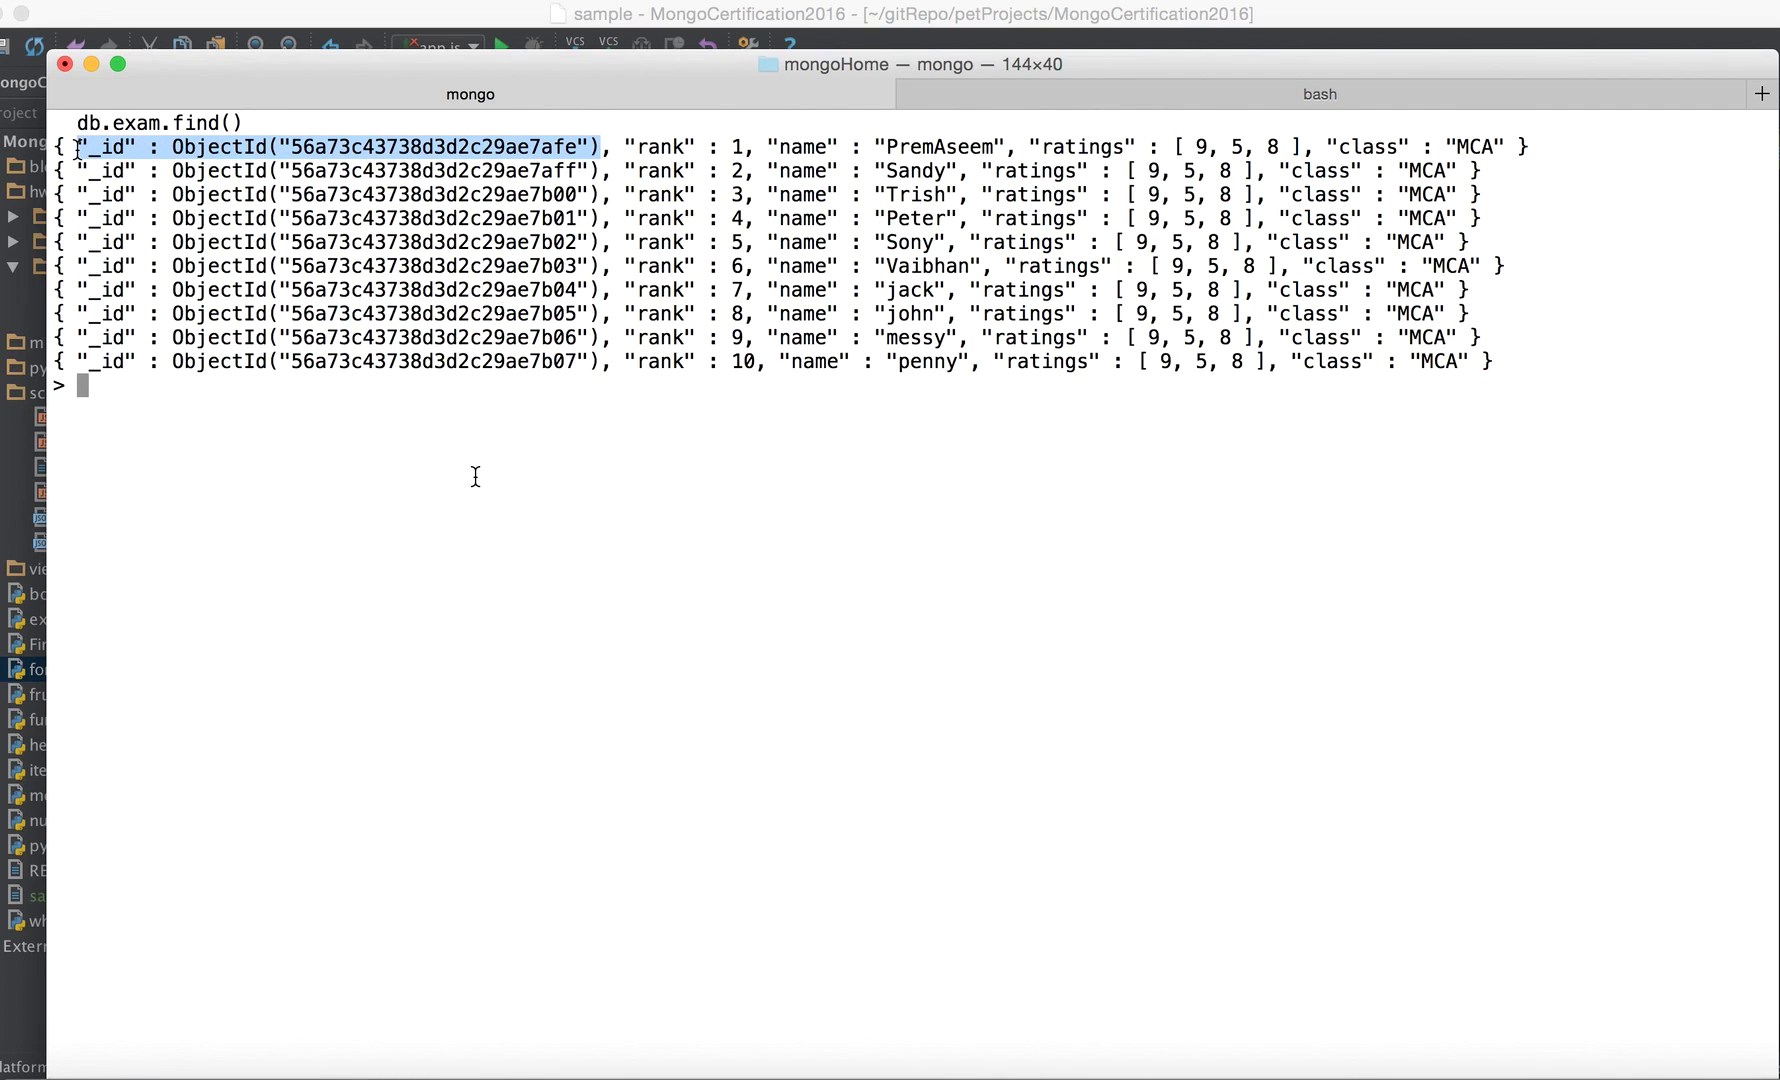 sample - MongoCertification2016 - [~/gitRepo/petProjects/MongoCertification2016]
mongoHome — mongo — 144×40
mongo
bash
db.exam.find()
{ "_id" : ObjectId("56a73c43738d3d2c29ae7afe"), "rank" : 1, "name" : "PremAseem", "ratings" : [ 9, 5, 8 ], "class" : "MCA" }
{ "_id" : ObjectId("56a73c43738d3d2c29ae7aff"), "rank" : 2, "name" : "Sandy", "ratings" : [ 9, 5, 8 ], "class" : "MCA" }
{ "_id" : ObjectId("56a73c43738d3d2c29ae7b00"), "rank" : 3, "name" : "Trish", "ratings" : [ 9, 5, 8 ], "class" : "MCA" }
{ "_id" : ObjectId("56a73c43738d3d2c29ae7b01"), "rank" : 4, "name" : "Peter", "ratings" : [ 9, 5, 8 ], "class" : "MCA" }
{ "_id" : ObjectId("56a73c43738d3d2c29ae7b02"), "rank" : 5, "name" : "Sony", "ratings" : [ 9, 5, 8 ], "class" : "MCA" }
{ "_id" : ObjectId("56a73c43738d3d2c29ae7b03"), "rank" : 6, "name" : "Vaibhan", "ratings" : [ 9, 5, 8 ], "class" : "MCA" }
{ "_id" : ObjectId("56a73c43738d3d2c29ae7b04"), "rank" : 7, "name" : "jack", "ratings" : [ 9, 5, 8 ], "class" : "MCA" }
{ "_id" : ObjectId("56a73c43738d3d2c29ae7b05"), "rank" : 8, "name" : "john", "ratings" : [ 9, 5, 8 ], "class" : "MCA" }
{ "_id" : ObjectId("56a73c43738d3d2c29ae7b06"), "rank" : 9, "name" : "messy", "ratings" : [ 9, 5, 8 ], "class" : "MCA" }
{ "_id" : ObjectId("56a73c43738d3d2c29ae7b07"), "rank" : 10, "name" : "penny", "ratings" : [ 9, 5, 8 ], "class" : "MCA" }
>